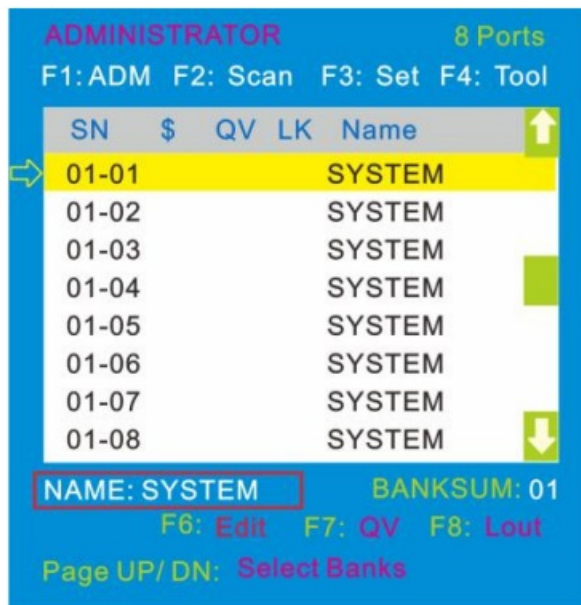 ADMINISTRATOR 8 Ports
F1: ADM F2: Scan F3: Set F4: Tool
SN $ QV LK Name
01-01 SYSTEM
01-02 SYSTEM
01-03 SYSTEM
01-04 SYSTEM
01-05 SYSTEM
01-06 SYSTEM
01-07 SYSTEM
01-08 SYSTEM
NAME: SYSTEM BANKSUM: 01
F6: Edit F7: QV F8: Lout
Page UP/ DN: Select Banks